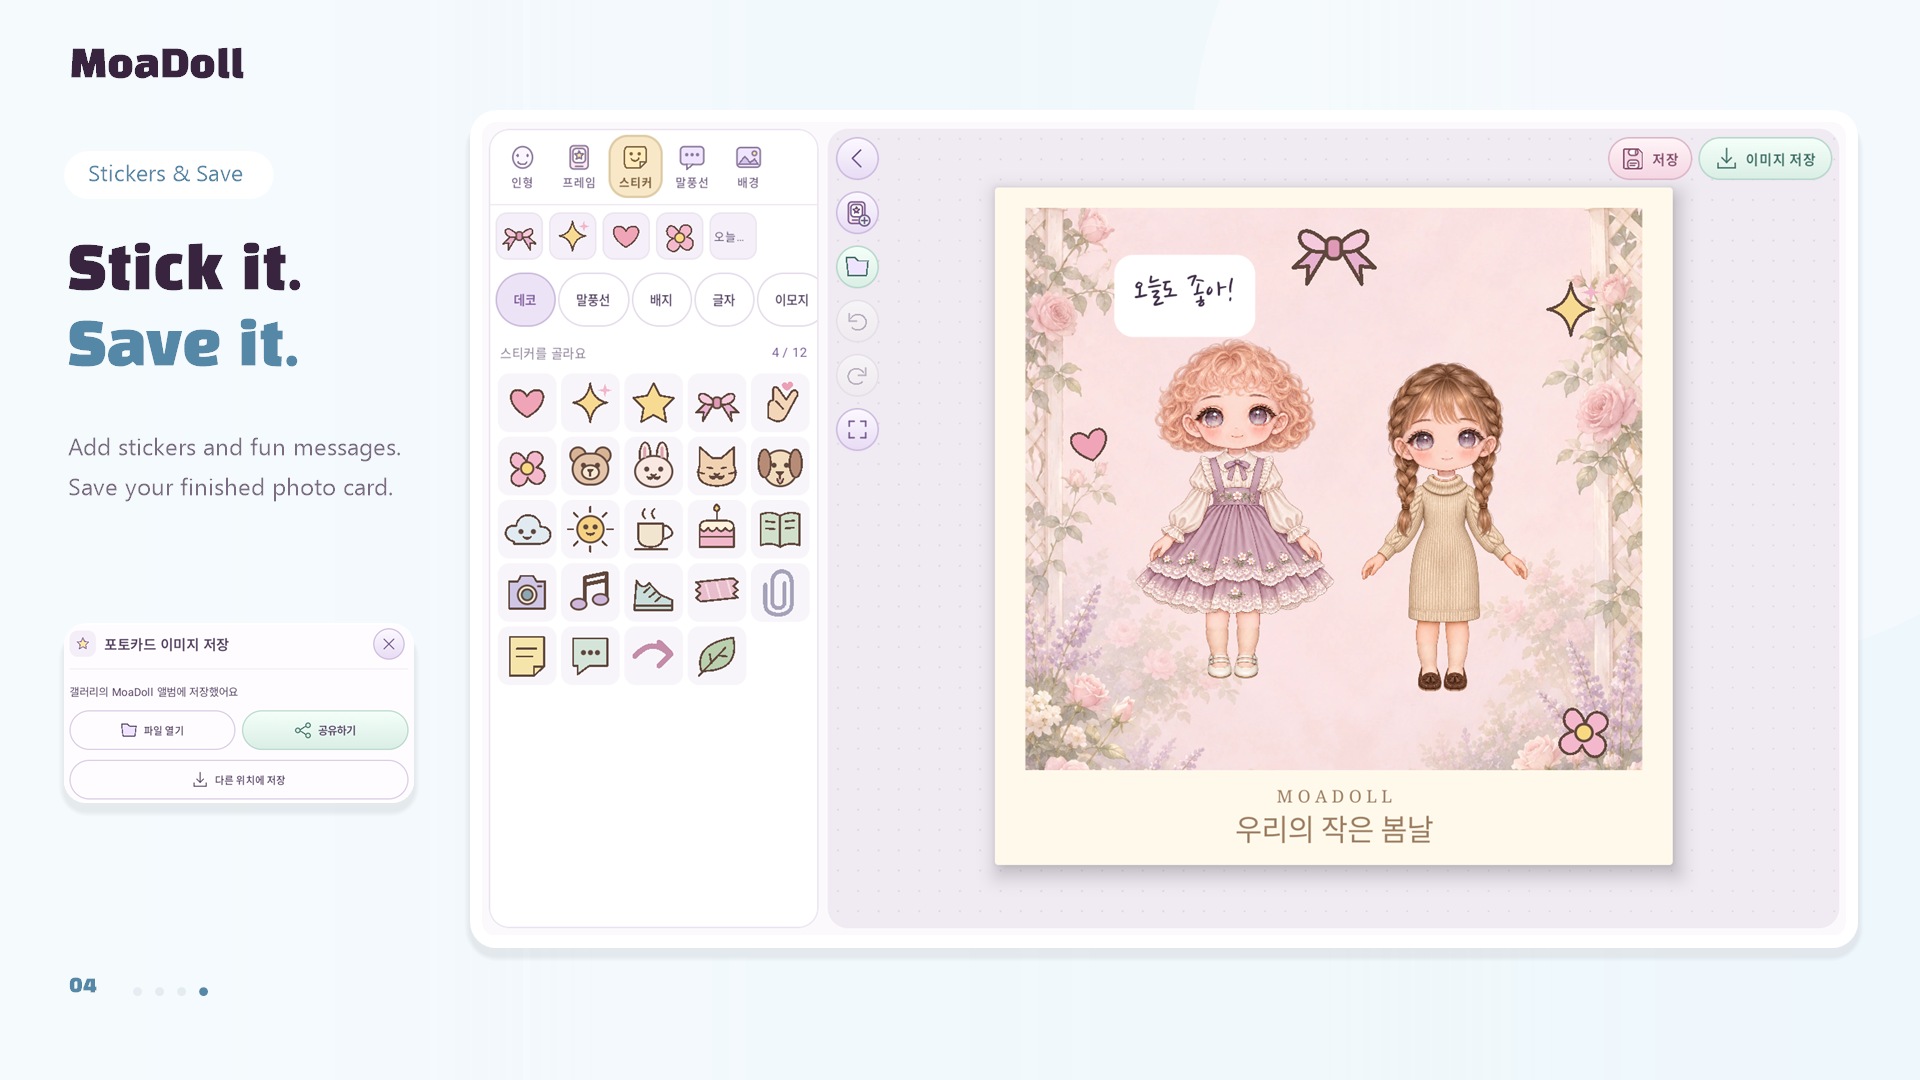 MoaDoll
Stickers & Save
Stick it.
Save it.
Add stickers and fun messages.
Save your finished photo card.
포토카드 이미지 저장
갤러리의 MoaDoll 앨범에 저장했어요
파일 열기
공유하기
다른 위치에 저장
04
인형
프레임
스티커
말풍선
배경
오늘...
데코
말풍선
배지
글자
이모지
스티커를 골라요
4 / 12
저장
이미지 저장
오늘도 좋아!
MOADOLL
우리의 작은 봄날